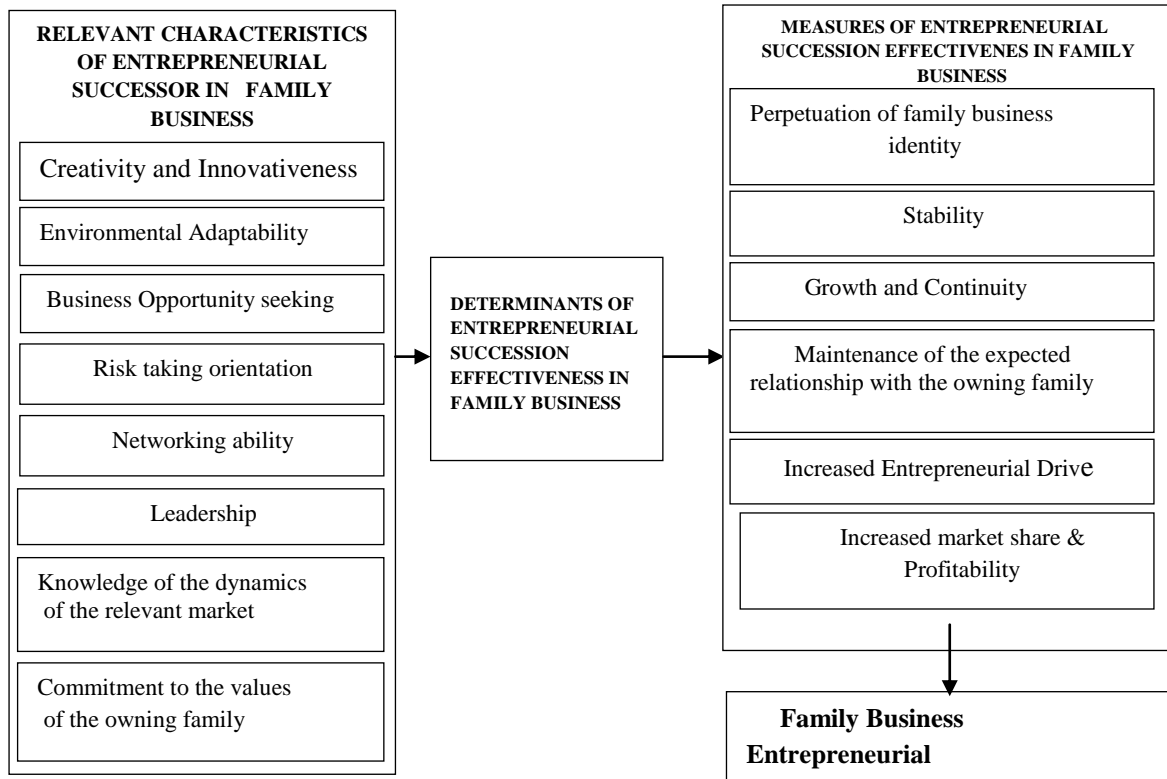 RELEVANT CHARACTERISTICS
OF ENTREPRENEURIAL
SUCCESSOR IN FAMILY
BUSINESS
Creativity and Innovativeness
Environmental Adaptability
Business Opportunity seeking
Risk taking orientation
Networking ability
Leadership
Knowledge of the dynamics
of the relevant market
Commitment to the values
of the owning family
DETERMINANTS OF
ENTREPRENEURIAL
SUCCESSION
EFFECTIVENESS IN
FAMILY BUSINESS
MEASURES OF ENTREPRENEURIAL
SUCCESSION EFFECTIVENES IN FAMILY
BUSINESS
Perpetuation of family business
identity
Stability
Growth and Continuity
Maintenance of the expected
relationship with the owning family
Increased Entrepreneurial Drive
Increased market share &
Profitability
Family Business
Entrepreneurial